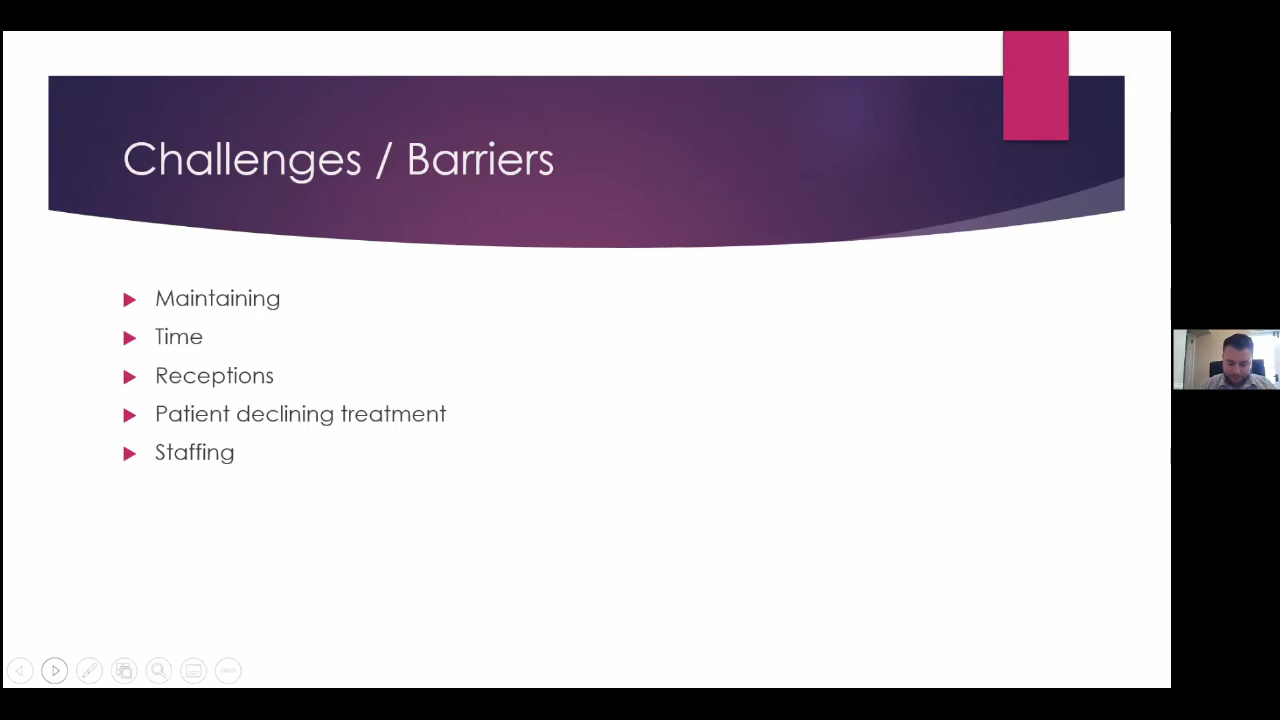 Challenges / Barriers
Maintaining
Time
Receptions
Patient declining treatment
Staffing